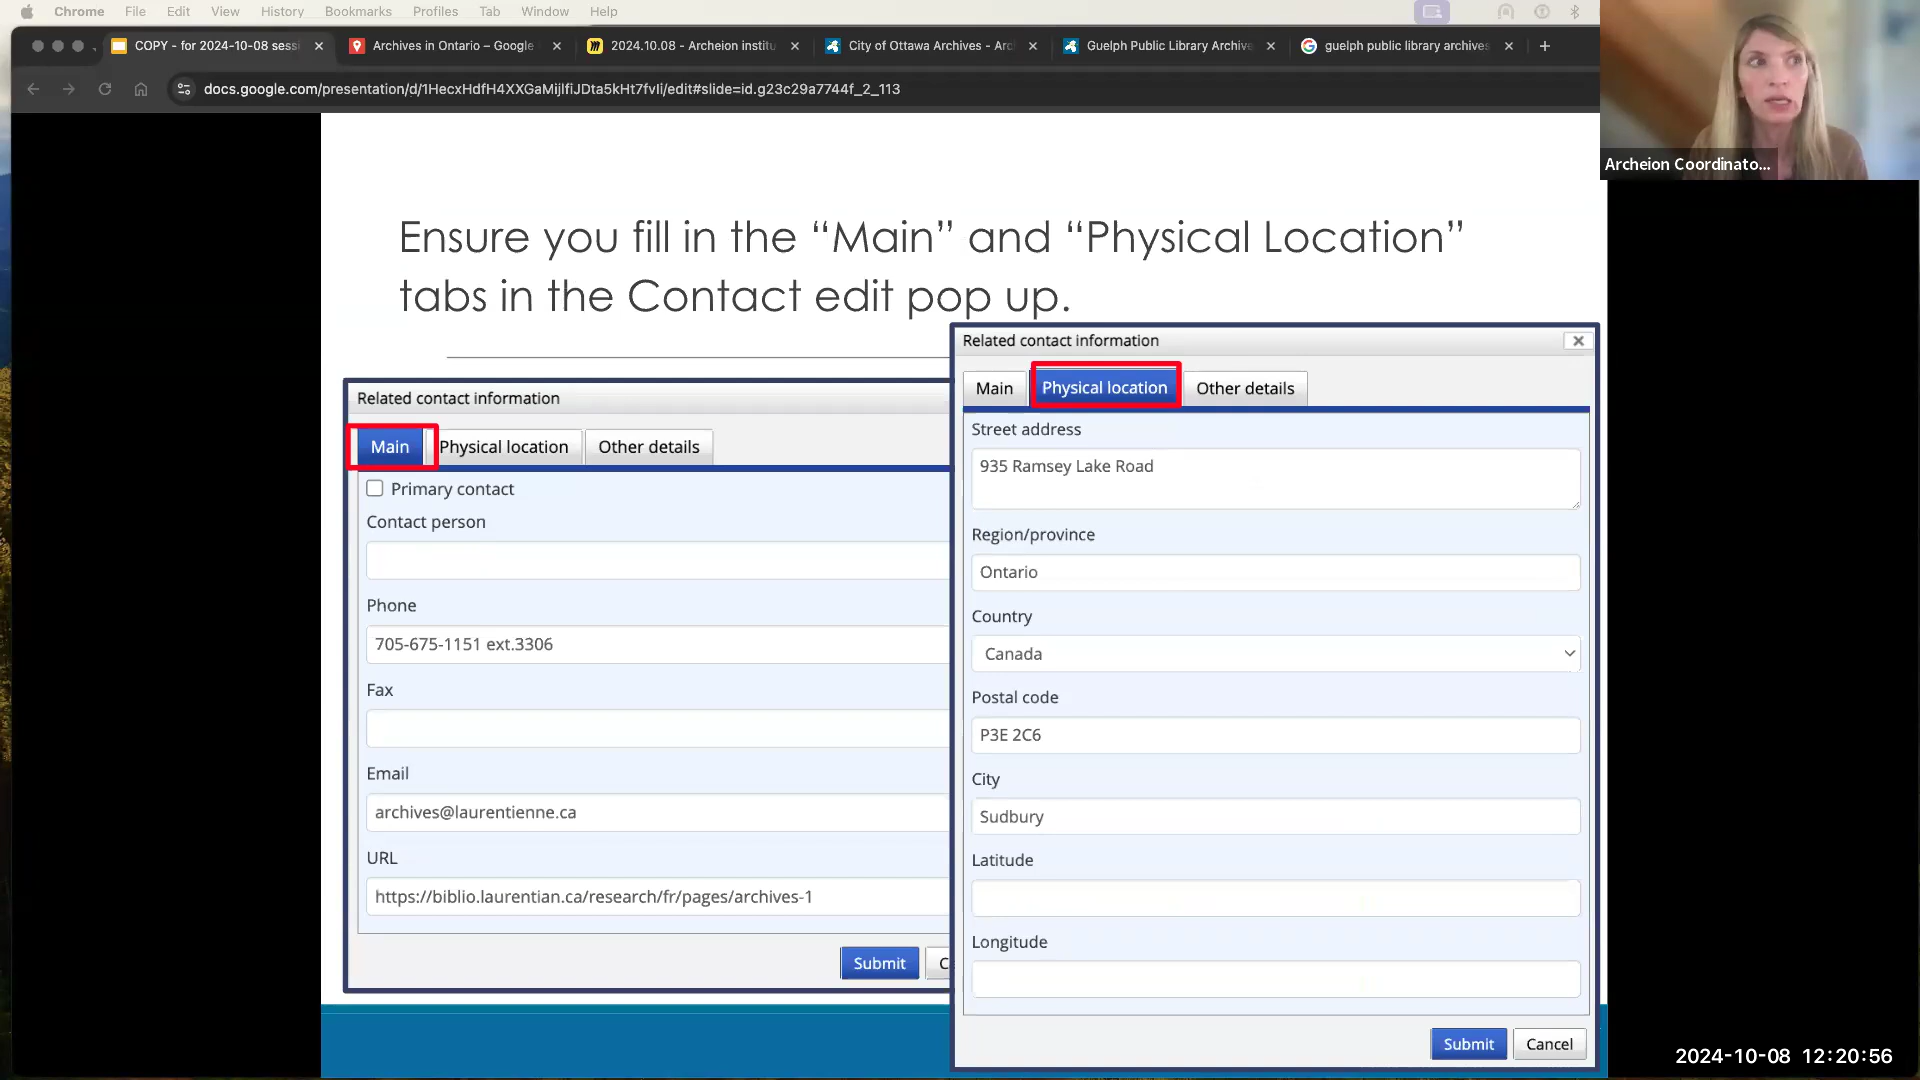 Chrome File Edit View History Bookmarks Profiles Tab Window Help
COPY - for 2024-10-08 sessi
Archives in Ontario – Google
2024.10.08 - Archeion institu
City of Ottawa Archives - Arc
Guelph Public Library Archive
guelph public library archives
docs.google.com/presentation/d/1HecxHdfH4XXGaMijlfiJDta5kHt7fvIi/edit#slide=id.g23c29a7744f_2_113
Archeion Coordinato...
Ensure you fill in the “Main” and “Physical Location”
tabs in the Contact edit pop up.
Related contact information
Main Physical location Other details
Primary contact
Contact person
Phone
705-675-1151 ext.3306
Fax
Email
archives@laurentienne.ca
URL
https://biblio.laurentian.ca/research/fr/pages/archives-1
Submit C
Related contact information
Main Physical location Other details
Street address
935 Ramsey Lake Road
Region/province
Ontario
Country
Canada
Postal code
P3E 2C6
City
Sudbury
Latitude
Longitude
Submit Cancel
2024-10-08 12:20:56